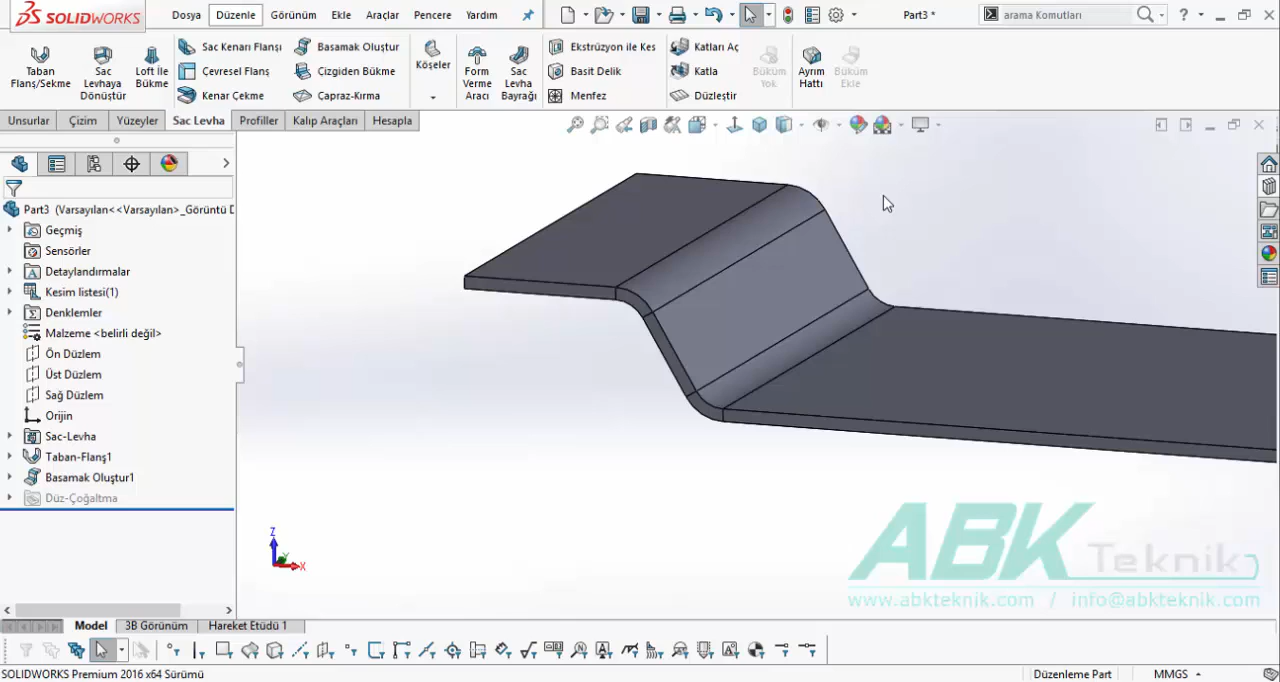 SOLIDWORKS
Dosya
Düzenle
Görünüm
Ekle
Araçlar
Pencere
Yardım
Part3 *
arama Komutları
?
Taban
Flanş/Sekme
Sac
Levhaya
Dönüştür
Loft İle
Bükme
Sac Kenarı Flanşı
Çevresel Flanş
Kenar Çekme
Basamak Oluştur
Çizgiden Bükme
Çapraz-Kırma
Köşeler
Form
Verme
Aracı
Sac
Levha
Bayrağı
Ekstrüzyon ile Kes
Basit Delik
Menfez
Katları Aç
Katla
Düzleştir
Büküm
Yok
Ayrım
Hattı
Büküm
Ekle
Unsurlar
Çizim
Yüzeyler
Sac Levha
Profiller
Kalıp Araçları
Hesapla
Part3 (Varsayılan<<Varsayılan>_Görüntü D
Geçmiş
Sensörler
Detaylandırmalar
Kesim listesi(1)
Denklemler
Malzeme <belirli değil>
Ön Düzlem
Üst Düzlem
Sağ Düzlem
Orijin
Sac-Levha
Taban-Flanş1
Basamak Oluştur1
Düz-Çoğaltma
Z
Y
X
ABK Teknik
www.abkteknik.com / info@abkteknik.com
Model
3B Görünüm
Hareket Etüdü 1
SOLIDWORKS Premium 2016 x64 Sürümü
Düzenleme Part
MMGS